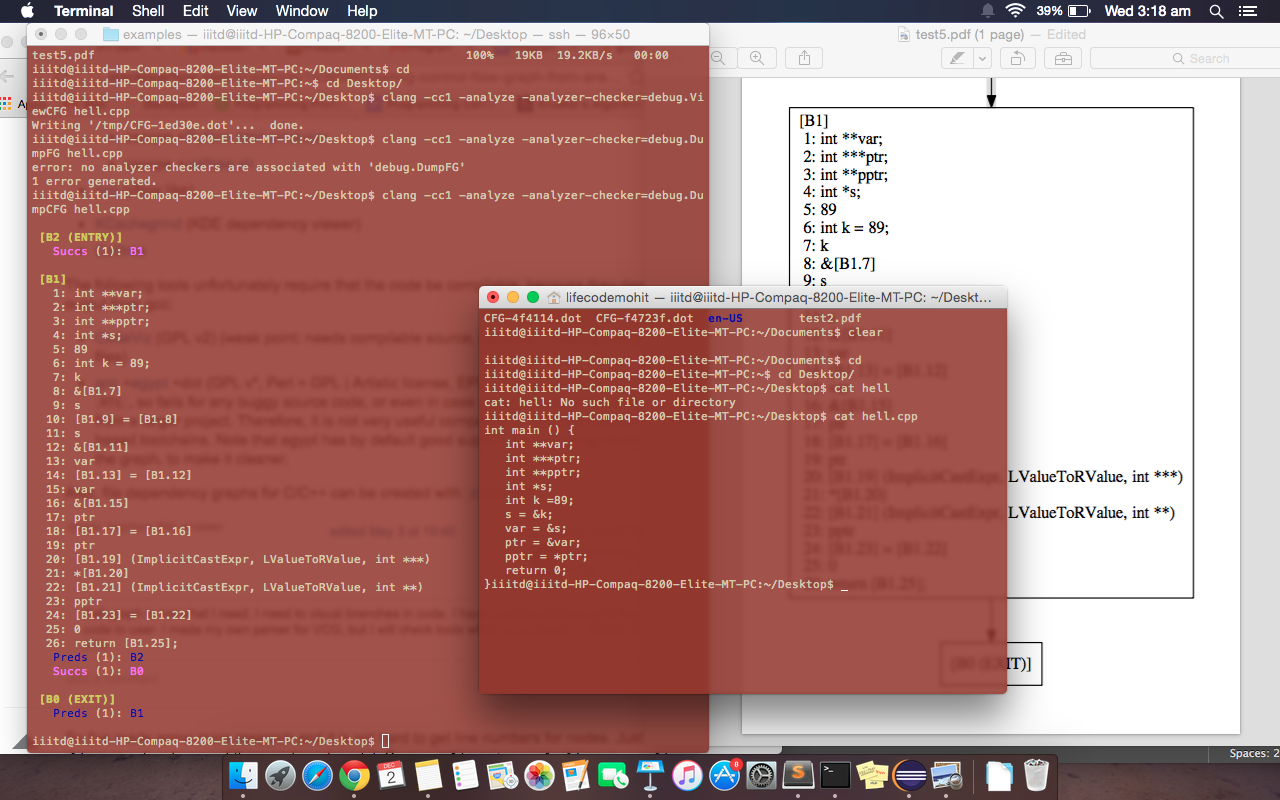 Terminal Shell Edit View Window Help
39% Wed 3:18 am
examples — iiitd@iiitd-HP-Compaq-8200-Elite-MT-PC: ~/Desktop — ssh — 96×50
test5.pdf 100% 19KB 19.2KB/s 00:00
iiitd@iiitd-HP-Compaq-8200-Elite-MT-PC:~/Documents$ cd
iiitd@iiitd-HP-Compaq-8200-Elite-MT-PC:~$ cd Desktop/
iiitd@iiitd-HP-Compaq-8200-Elite-MT-PC:~/Desktop$ clang -cc1 -analyze -analyzer-checker=debug.Vi
ewCFG hell.cpp
Writing '/tmp/CFG-1ed30e.dot'... done.
iiitd@iiitd-HP-Compaq-8200-Elite-MT-PC:~/Desktop$ clang -cc1 -analyze -analyzer-checker=debug.Du
mpFG hell.cpp
error: no analyzer checkers are associated with 'debug.DumpFG'
1 error generated.
iiitd@iiitd-HP-Compaq-8200-Elite-MT-PC:~/Desktop$ clang -cc1 -analyze -analyzer-checker=debug.Du
mpCFG hell.cpp
[B2 (ENTRY)]
Succs (1): B1
[B1]
1: int **var;
2: int ***ptr;
3: int **pptr;
4: int *s;
5: 89
6: int k = 89;
7: k
8: &[B1.7]
9: s
10: [B1.9] = [B1.8]
11: s
12: &[B1.11]
13: var
14: [B1.13] = [B1.12]
15: var
16: &[B1.15]
17: ptr
18: [B1.17] = [B1.16]
19: ptr
20: [B1.19] (ImplicitCastExpr, LValueToRValue, int ***)
21: *[B1.20]
22: [B1.21] (ImplicitCastExpr, LValueToRValue, int **)
23: pptr
24: [B1.23] = [B1.22]
25: 0
26: return [B1.25];
Preds (1): B2
Succs (1): B0
[B0 (EXIT)]
Preds (1): B1
iiitd@iiitd-HP-Compaq-8200-Elite-MT-PC:~/Desktop$
lifecodemohit — iiitd@iiitd-HP-Compaq-8200-Elite-MT-PC: ~/Deskt...
CFG-4f4114.dot CFG-f4723f.dot en-US test2.pdf
iiitd@iiitd-HP-Compaq-8200-Elite-MT-PC:~/Documents$ clear
iiitd@iiitd-HP-Compaq-8200-Elite-MT-PC:~/Documents$ cd
iiitd@iiitd-HP-Compaq-8200-Elite-MT-PC:~$ cd Desktop/
iiitd@iiitd-HP-Compaq-8200-Elite-MT-PC:~/Desktop$ cat hell
cat: hell: No such file or directory
iiitd@iiitd-HP-Compaq-8200-Elite-MT-PC:~/Desktop$ cat hell.cpp
int main () {
int **var;
int ***ptr;
int **pptr;
int *s;
int k =89;
s = &k;
var = &s;
ptr = &var;
pptr = *ptr;
return 0;
}iiitd@iiitd-HP-Compaq-8200-Elite-MT-PC:~/Desktop$ _
test5.pdf (1 page) — Edited
Search
[B1]
1: int **var;
2: int ***ptr;
3: int **pptr;
4: int *s;
5: 89
6: int k = 89;
7: k
8: &[B1.7]
9: s
LValueToRValue, int ***)
LValueToRValue, int **)
[B0 (EXIT)]
Spaces: 2
DEC
2
8